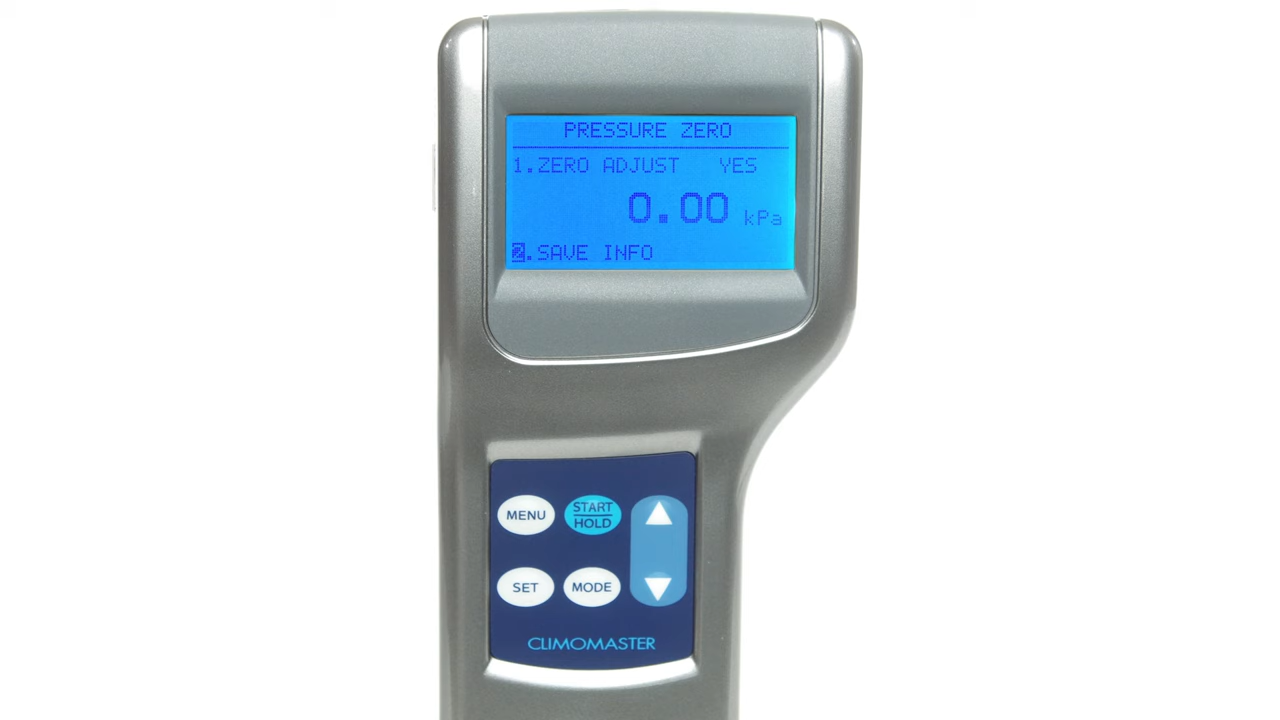 PRESSURE ZERO
1.ZERO ADJUST YES
0.00 kPa
2.SAVE INFO
MENU
START
HOLD
SET
MODE
CLIMOMASTER